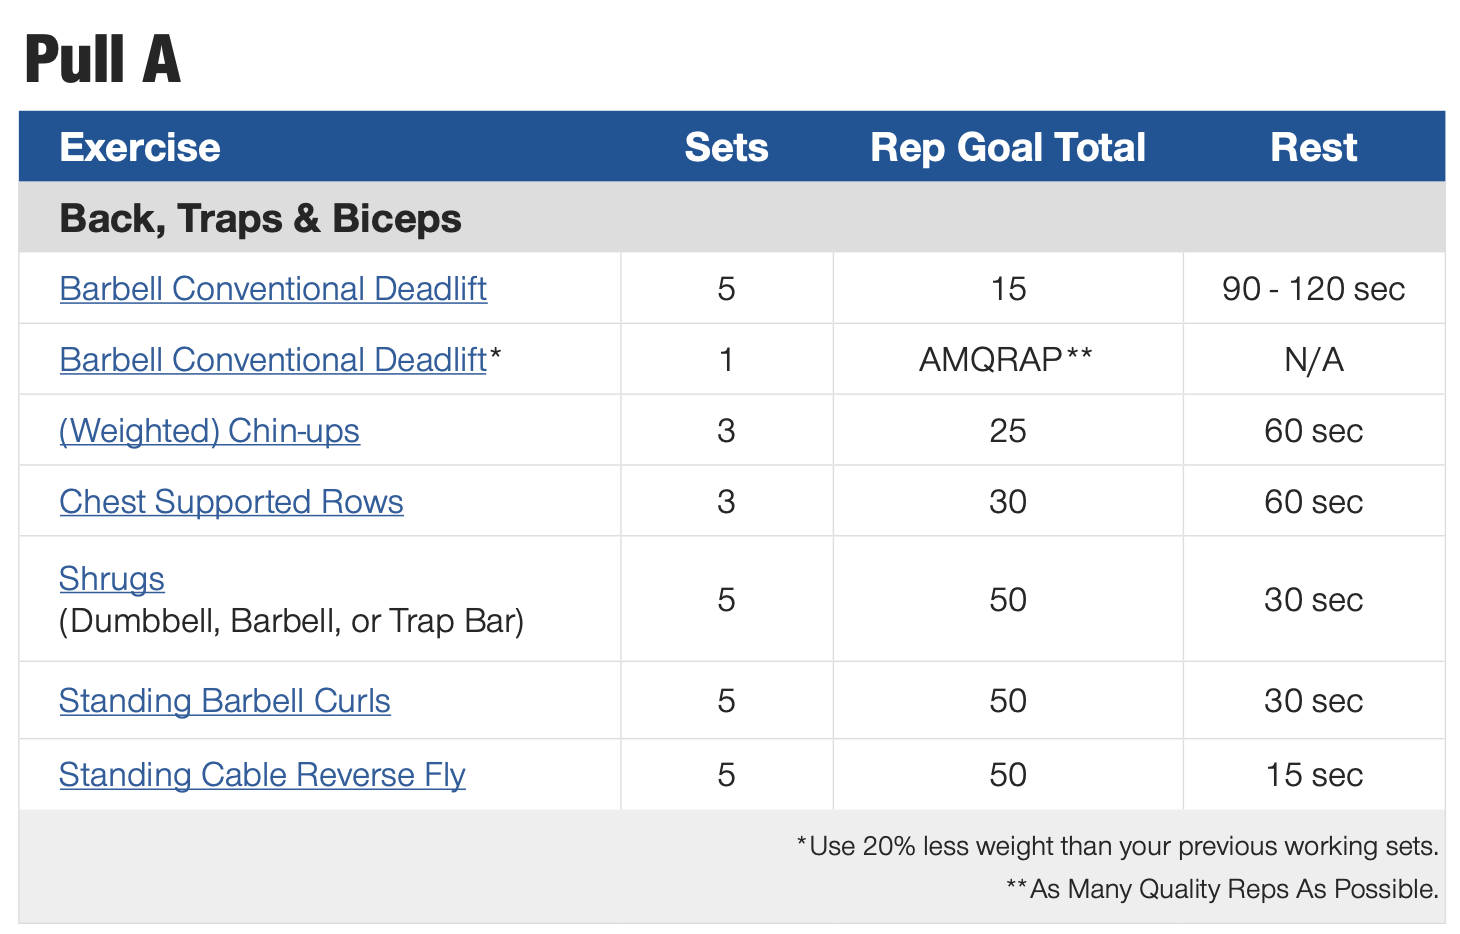 Pull A
Exercise Sets Rep Goal Total Rest
Back, Traps & Biceps
Barbell Conventional Deadlift 5 15 90 - 120 sec
Barbell Conventional Deadlift* 1 AMQRAP** N/A
(Weighted) Chin-ups 3 25 60 sec
Chest Supported Rows 3 30 60 sec
Shrugs
(Dumbbell, Barbell, or Trap Bar) 5 50 30 sec
Standing Barbell Curls 5 50 30 sec
Standing Cable Reverse Fly 5 50 15 sec
*Use 20% less weight than your previous working sets.
**As Many Quality Reps As Possible.